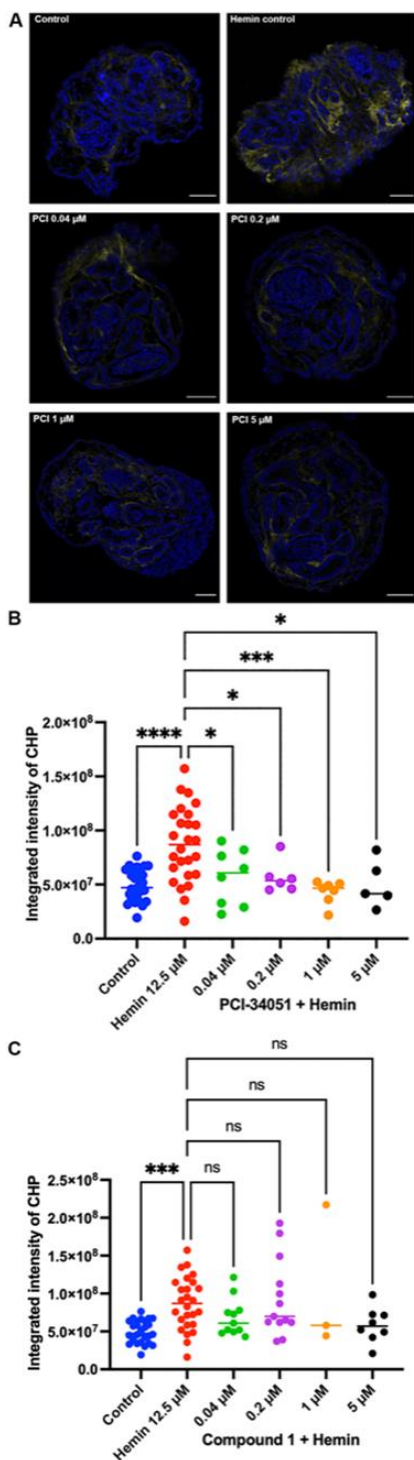 A
Control
Hemin control
PCI 0.04 µM
PCI 0.2 µM
PCI 1 µM
PCI 5 µM
B
*
***
*
**** *
Integrated intensity of CHP
2.0×10⁸
1.5×10⁸
1.0×10⁸
5.0×10⁷
0.0
Control
Hemin 12.5 µM
0.04 µM
0.2 µM
1 µM
5 µM
PCI-34051 + Hemin
C
ns
ns
ns
*** ns
Integrated intensity of CHP
2.5×10⁸
2.0×10⁸
1.5×10⁸
1.0×10⁸
5.0×10⁷
0.0
Control
Hemin 12.5 µM
0.04 µM
0.2 µM
1 µM
5 µM
Compound 1 + Hemin